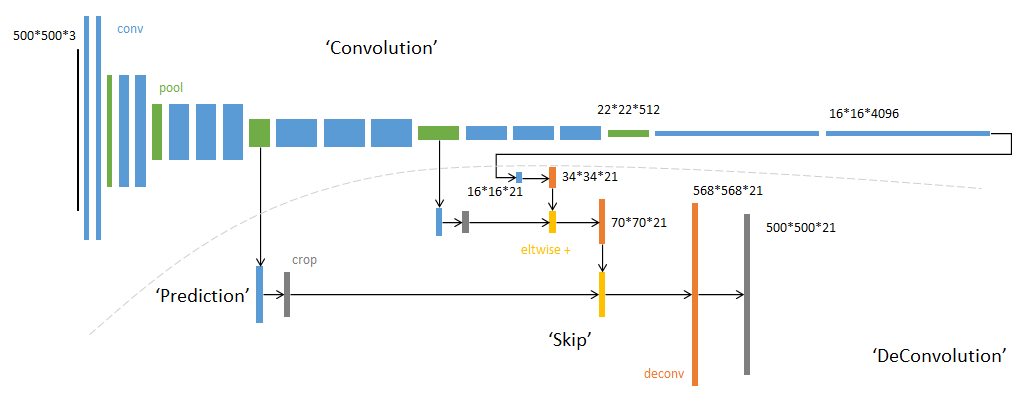 500*500*3
conv
‘Convolution’
pool
22*22*512
16*16*4096
16*16*21
34*34*21
568*568*21
70*70*21
500*500*21
eltwise +
crop
‘Prediction’
‘Skip’
‘DeConvolution’
deconv